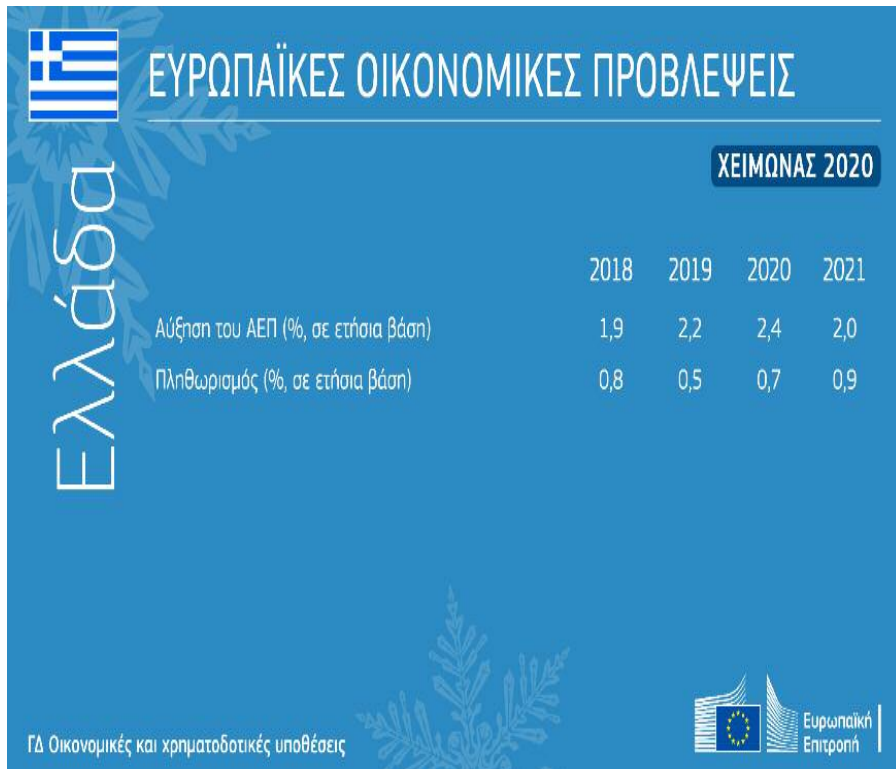 ΕΥΡΩΠΑΪΚΕΣ ΟΙΚΟΝΟΜΙΚΕΣ ΠΡΟΒΛΕΨΕΙΣ
ΧΕΙΜΩΝΑΣ 2020
Ελλάδα
2018 2019 2020 2021
Αύξηση του ΑΕΠ (%, σε ετήσια βάση) 1,9 2,2 2,4 2,0
Πληθωρισμός (%, σε ετήσια βάση) 0,8 0,5 0,7 0,9
ΓΔ Οικονομικές και χρηματοδοτικές υποθέσεις
Ευρωπαϊκή
Επιτροπή